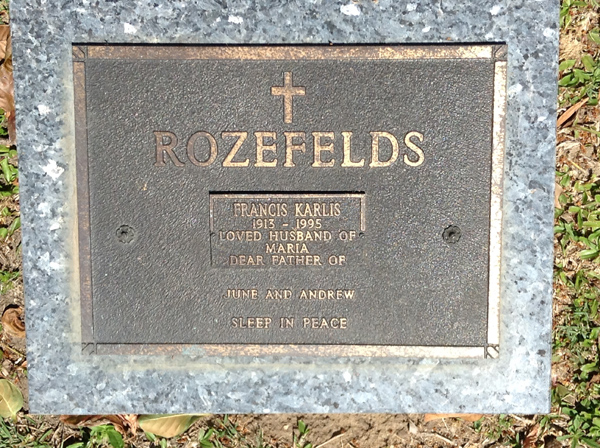 ROZEFELDS
FRANCIS KARLIS
1913 - 1995
LOVED HUSBAND OF
MARIA
DEAR FATHER OF
JUNE AND ANDREW
SLEEP IN PEACE